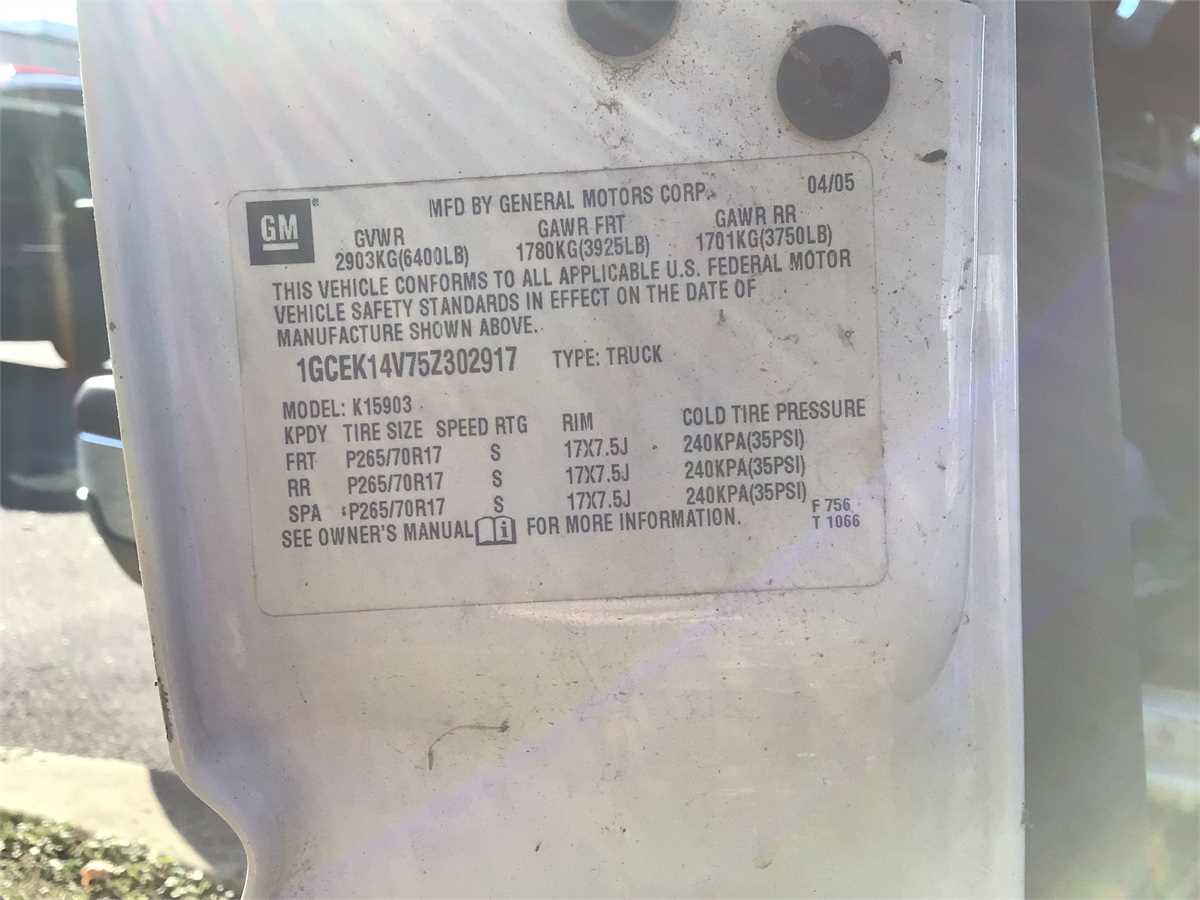 MFD BY GENERAL MOTORS CORP. 04/05
GM ®
GVWR GAWR FRT GAWR RR
2903KG(6400LB) 1780KG(3925LB) 1701KG(3750LB)
THIS VEHICLE CONFORMS TO ALL APPLICABLE U.S. FEDERAL MOTOR
VEHICLE SAFETY STANDARDS IN EFFECT ON THE DATE OF
MANUFACTURE SHOWN ABOVE.
1GCEK14V75Z302917 TYPE: TRUCK
MODEL: K15903
KPDY TIRE SIZE SPEED RTG RIM COLD TIRE PRESSURE
FRT P265/70R17 S 17X7.5J 240KPA(35PSI)
RR P265/70R17 S 17X7.5J 240KPA(35PSI)
SPA P265/70R17 S 17X7.5J 240KPA(35PSI)
SEE OWNER'S MANUAL i FOR MORE INFORMATION.
F 756
T 1066